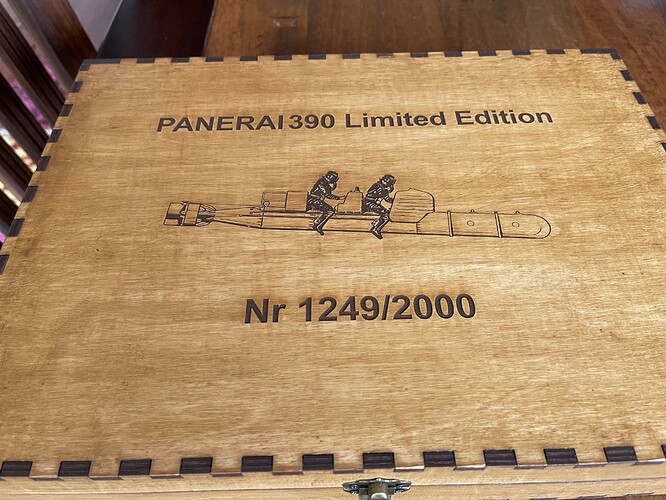 PANERAI 390 Limited Edition
Nr 1249/2000